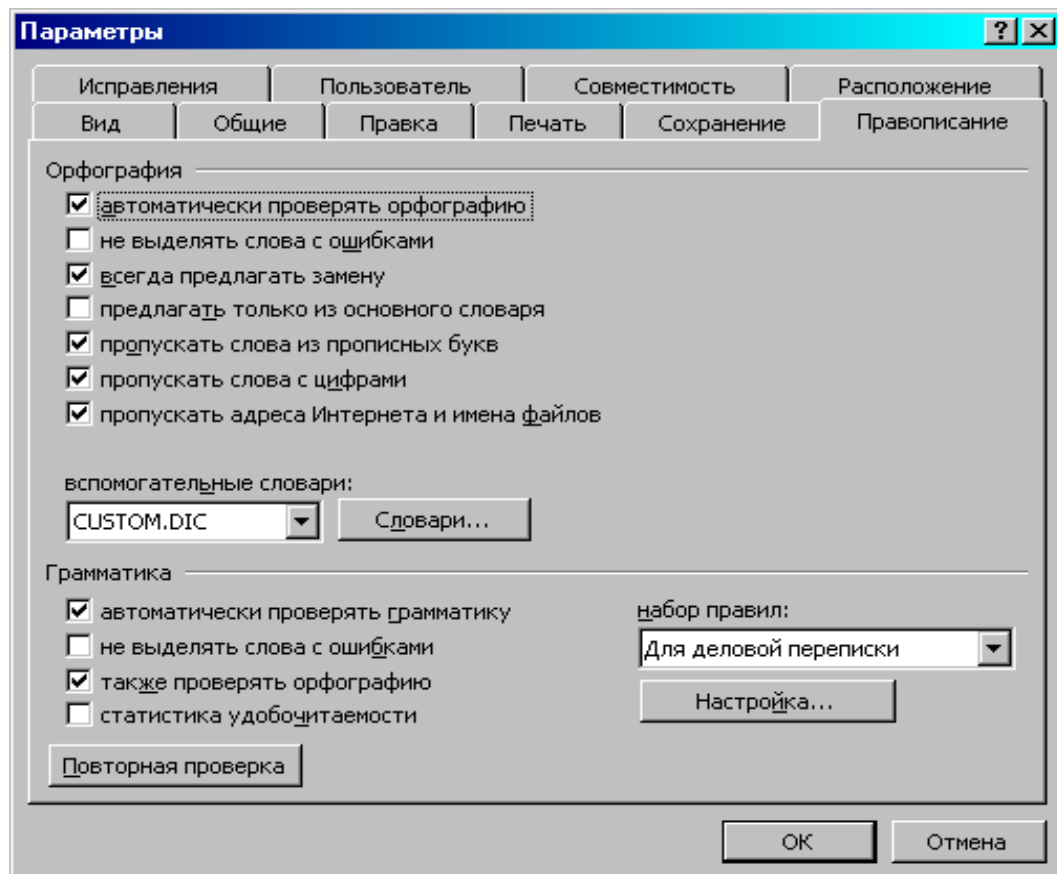 Параметры
Исправления Пользователь Совместимость Расположение
Вид Общие Правка Печать Сохранение Правописание
Орфография
автоматически проверять орфографию
не выделять слова с ошибками
всегда предлагать замену
предлагать только из основного словаря
пропускать слова из прописных букв
пропускать слова с цифрами
пропускать адреса Интернета и имена файлов
вспомогательные словари:
CUSTOM.DIC Словари...
Грамматика
автоматически проверять грамматику набор правил:
не выделять слова с ошибками Для деловой переписки
также проверять орфографию
статистика удобочитаемости Настройка...
Повторная проверка
OK Отмена